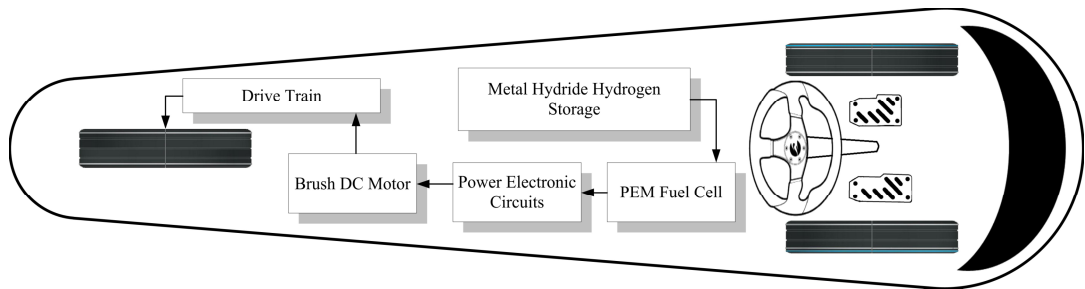 Drive Train
Metal Hydride Hydrogen
Storage
Brush DC Motor
Power Electronic
Circuits
PEM Fuel Cell